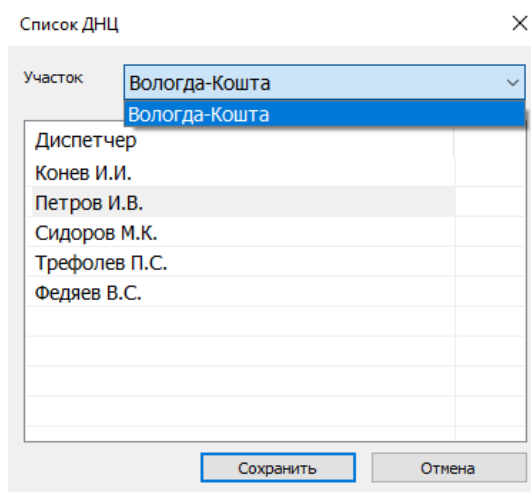 Список ДНЦ
Участок Вологда-Кошта
Вологда-Кошта
Диспетчер
Конев И.И.
Петров И.В.
Сидоров М.К.
Трефолев П.С.
Федяев В.С.
Сохранить Отмена